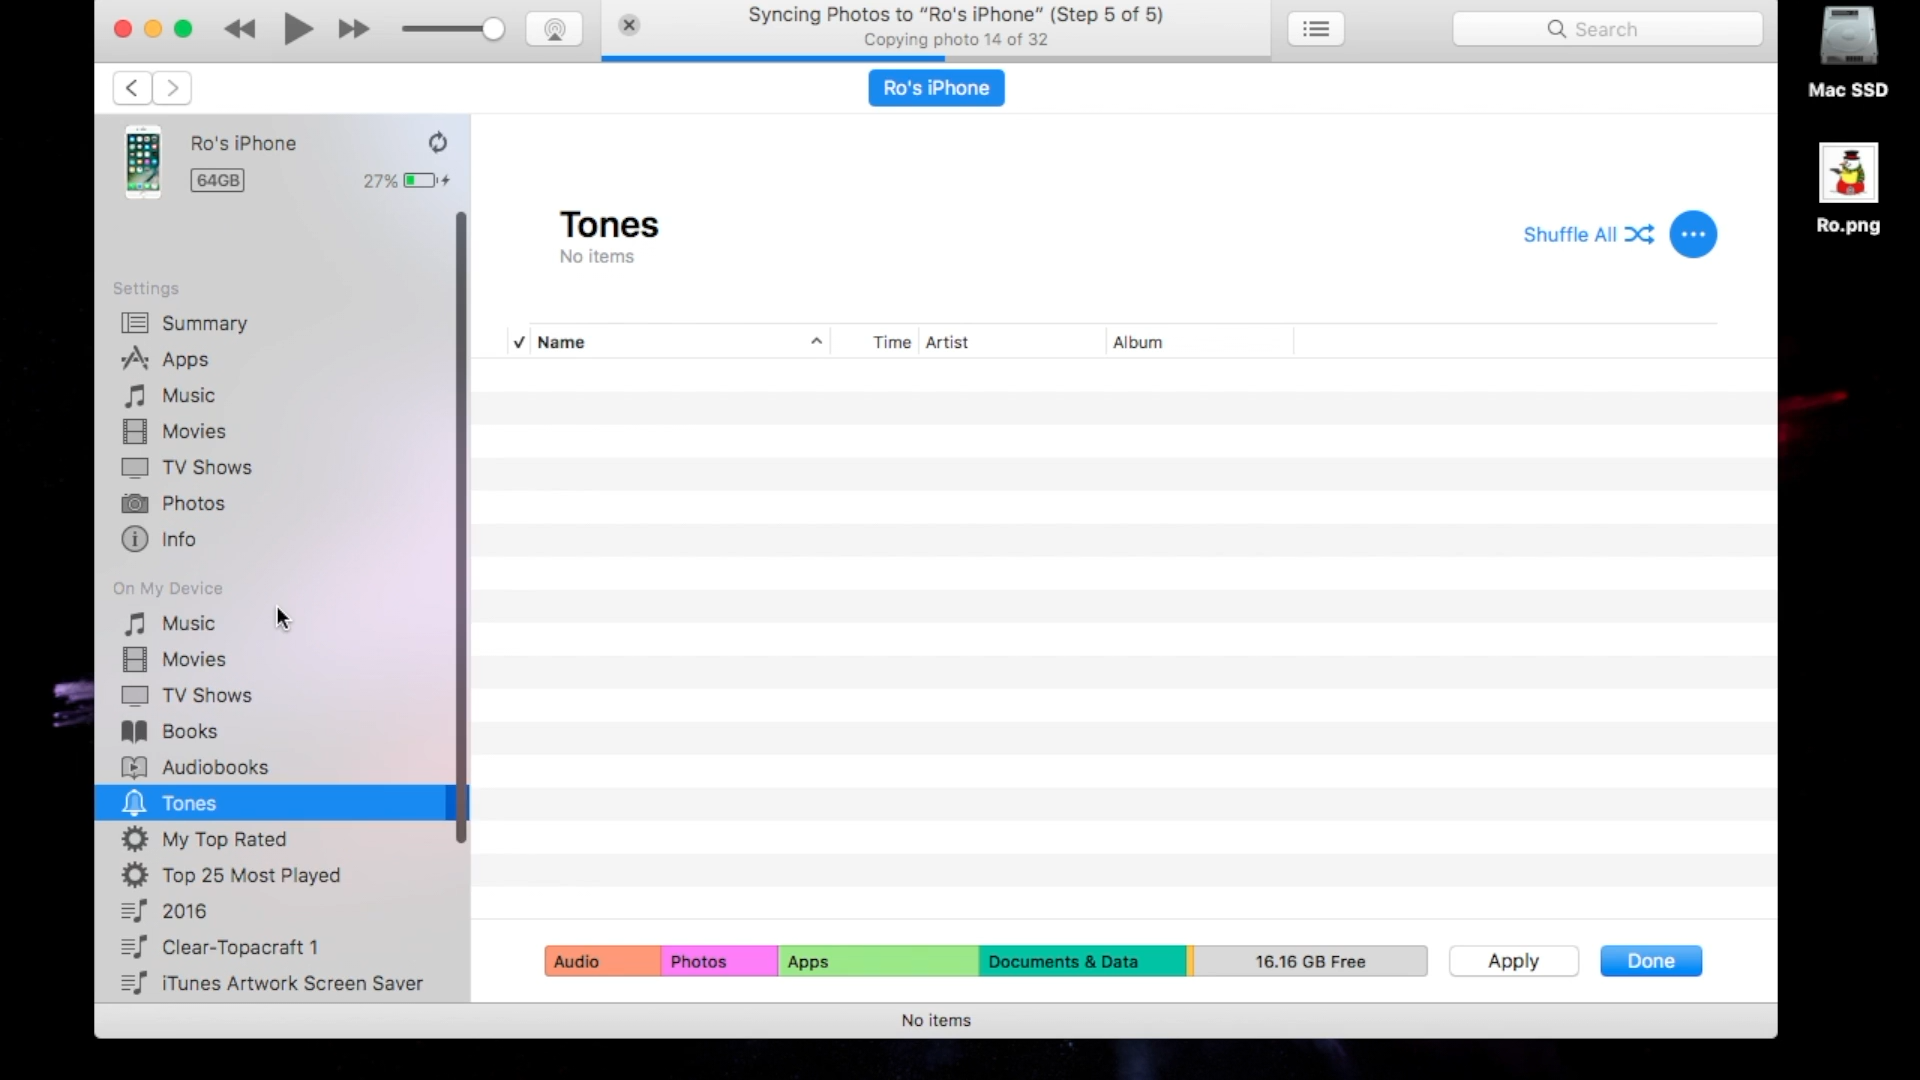 Syncing Photos to “Ro's iPhone” (Step 5 of 5)
Copying photo 14 of 32
Search
Mac SSD
Ro's iPhone
Ro's iPhone
64GB
27%
Ro.png
Tones
No items
Shuffle All
Settings
Summary
Apps
Music
Movies
TV Shows
Photos
Info
Name
Time
Artist
Album
On My Device
Music
Movies
TV Shows
Books
Audiobooks
Tones
My Top Rated
Top 25 Most Played
2016
Clear-Topacraft 1
iTunes Artwork Screen Saver
Audio
Photos
Apps
Documents & Data
16.16 GB Free
Apply
Done
No items